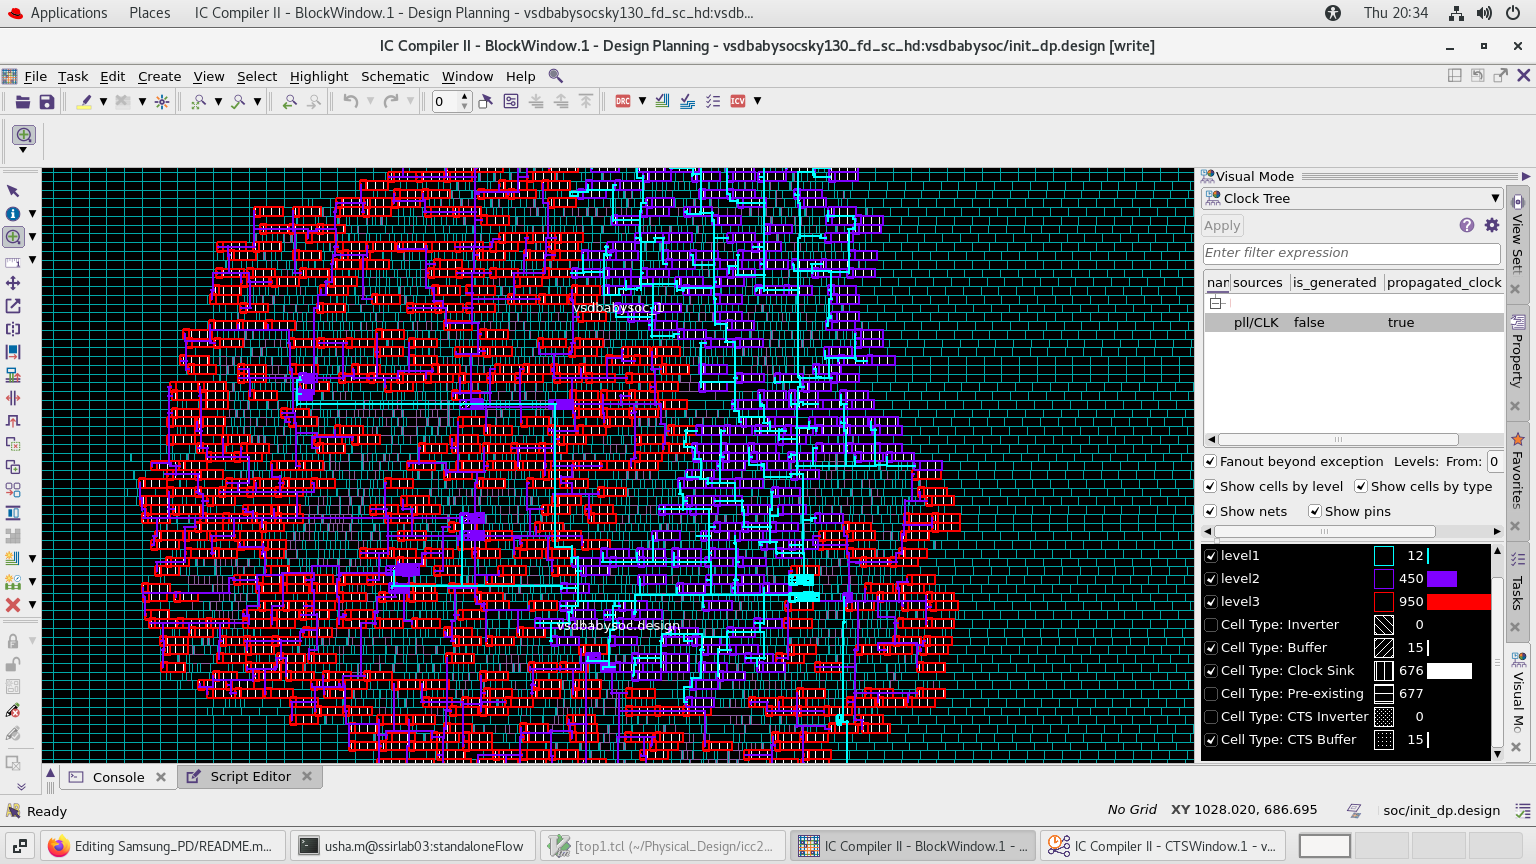 Applications Places IC Compiler II - BlockWindow.1 - Design Planning - vsdbabysocsky130_fd_sc_hd:vsdb... Thu 20:34
IC Compiler II - BlockWindow.1 - Design Planning - vsdbabysocsky130_fd_sc_hd:vsdbabysoc/init_dp.design [write]
File Task Edit Create View Select Highlight Schematic Window Help
0 DRC ICV
Visual Mode
Clock Tree
Apply
Enter filter expression
nar sources is_generated propagated_clock
pll/CLK false true
Fanout beyond exception Levels: From: 0
Show cells by level Show cells by type
Show nets Show pins
level1 12
level2 450
level3 950
Cell Type: Inverter 0
Cell Type: Buffer 15
Cell Type: Clock Sink 676
Cell Type: Pre-existing 677
Cell Type: CTS Inverter 0
Cell Type: CTS Buffer 15
View Setti
Property
Favorites
Tasks
Visual Mo
vsdbabysoc.design
Console Script Editor
Ready No Grid XY 1028.020, 686.695 soc/init_dp.design
Editing Samsung_PD/README.m... usha.m@ssirlab03:standaloneFlow [top1.tcl (~/Physical_Design/icc2... IC Compiler II - BlockWindow.1 - ... IC Compiler II - CTSWindow.1 - v...